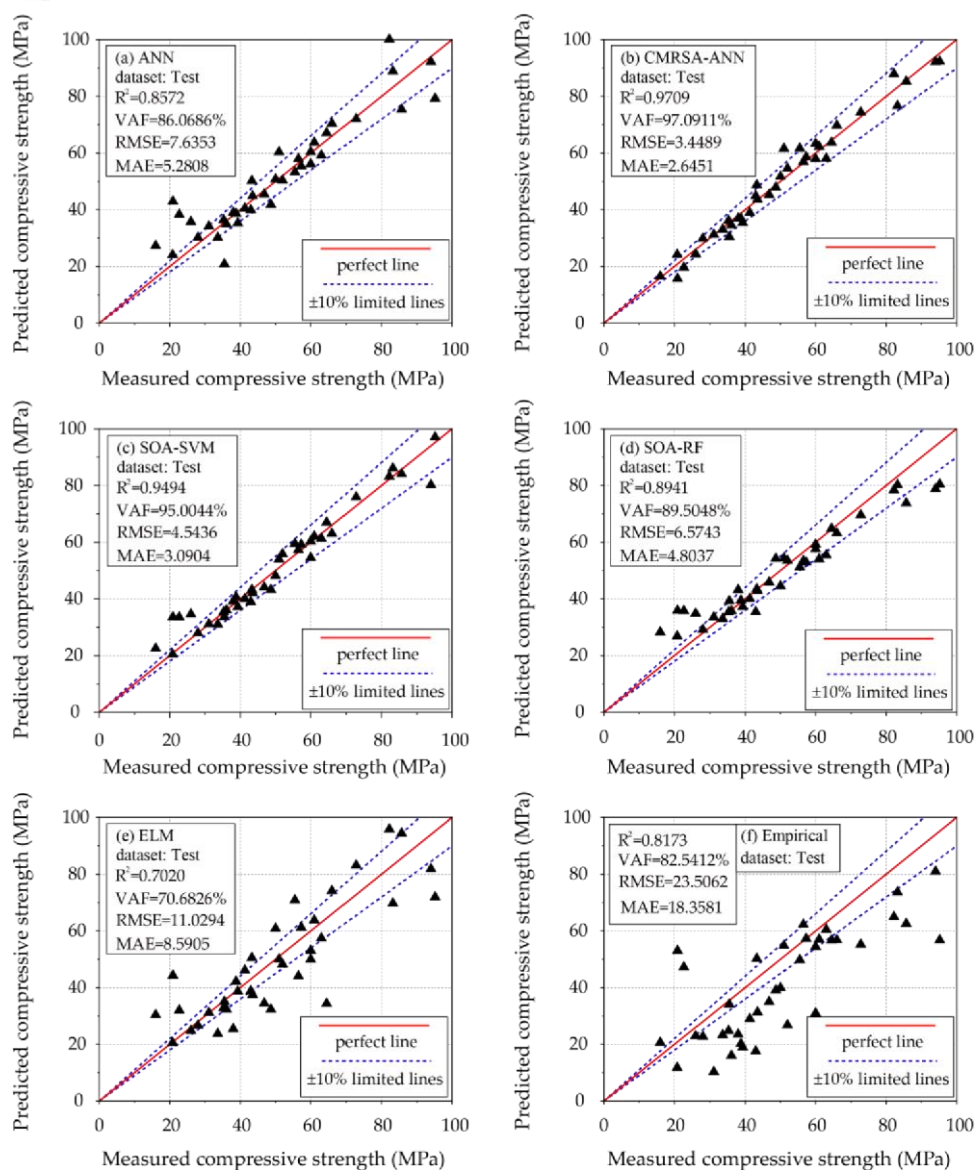 Predicted compressive strength (MPa)
100
80
60
40
20
0
(a) ANN
dataset: Test
R²=0.8572
VAF=86.0686%
RMSE=7.6353
MAE=5.2808
perfect line
±10% limited lines
0 20 40 60 80 100
Measured compressive strength (MPa)
Predicted compressive strength (MPa)
100
80
60
40
20
0
(b) CMRSA-ANN
dataset: Test
R²=0.9709
VAF=97.0911%
RMSE=3.4489
MAE=2.6451
perfect line
±10% limited lines
0 20 40 60 80 100
Measured compressive strength (MPa)
Predicted compressive strength (MPa)
100
80
60
40
20
0
(c) SOA-SVM
dataset: Test
R²=0.9494
VAF=95.0044%
RMSE=4.5436
MAE=3.0904
perfect line
±10% limited lines
0 20 40 60 80 100
Measured compressive strength (MPa)
Predicted compressive strength (MPa)
100
80
60
40
20
0
(d) SOA-RF
dataset: Test
R²=0.8941
VAF=89.5048%
RMSE=6.5743
MAE=4.8037
perfect line
±10% limited lines
0 20 40 60 80 100
Measured compressive strength (MPa)
Predicted compressive strength (MPa)
100
80
60
40
20
0
(e) ELM
dataset: Test
R²=0.7020
VAF=70.6826%
RMSE=11.0294
MAE=8.5905
perfect line
±10% limited lines
0 20 40 60 80 100
Measured compressive strength (MPa)
Predicted compressive strength (MPa)
100
80
60
40
20
0
R²=0.8173
VAF=82.5412%
RMSE=23.5062
MAE=18.3581
(f) Empirical
dataset: Test
perfect line
±10% limited lines
0 20 40 60 80 100
Measured compressive strength (MPa)